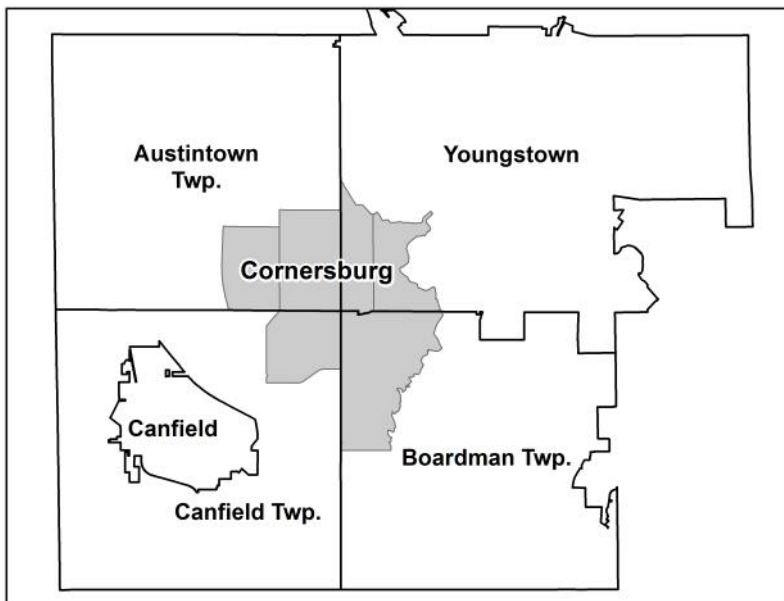 Austintown
Twp.
Youngstown
Cornersburg
Canfield
Boardman Twp.
Canfield Twp.